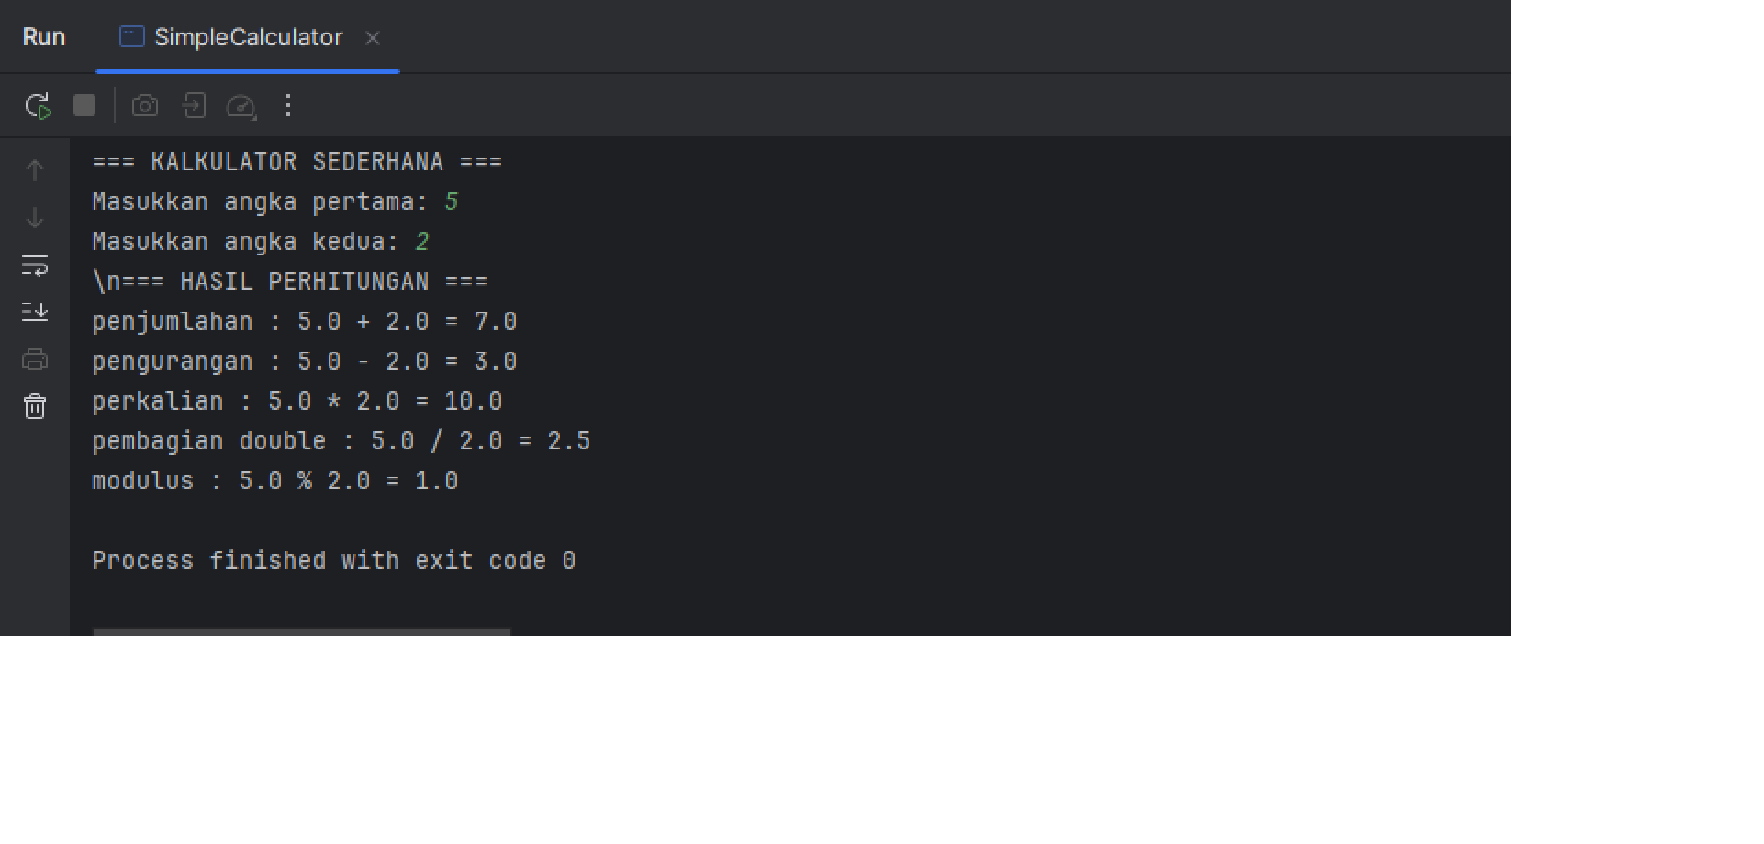 Run SimpleCalculator
=== KALKULATOR SEDERHANA ===
Masukkan angka pertama: 5
Masukkan angka kedua: 2
\n=== HASIL PERHITUNGAN ===
penjumlahan : 5.0 + 2.0 = 7.0
pengurangan : 5.0 - 2.0 = 3.0
perkalian : 5.0 * 2.0 = 10.0
pembagian double : 5.0 / 2.0 = 2.5
modulus : 5.0 % 2.0 = 1.0
Process finished with exit code 0